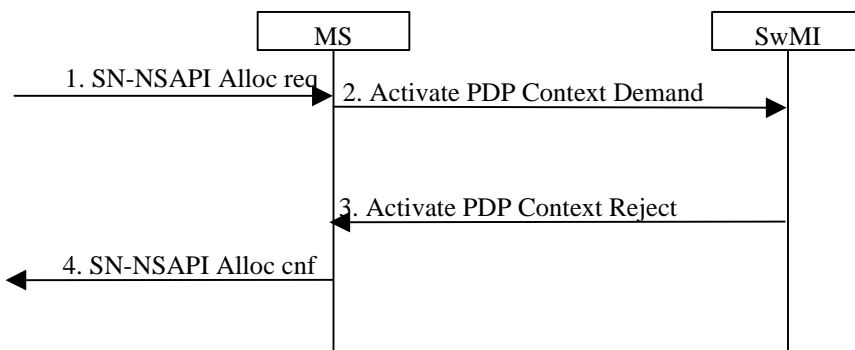 MS
SwMI
1. SN-NSAPI Alloc req
2. Activate PDP Context Demand
3. Activate PDP Context Reject
4. SN-NSAPI Alloc cnf